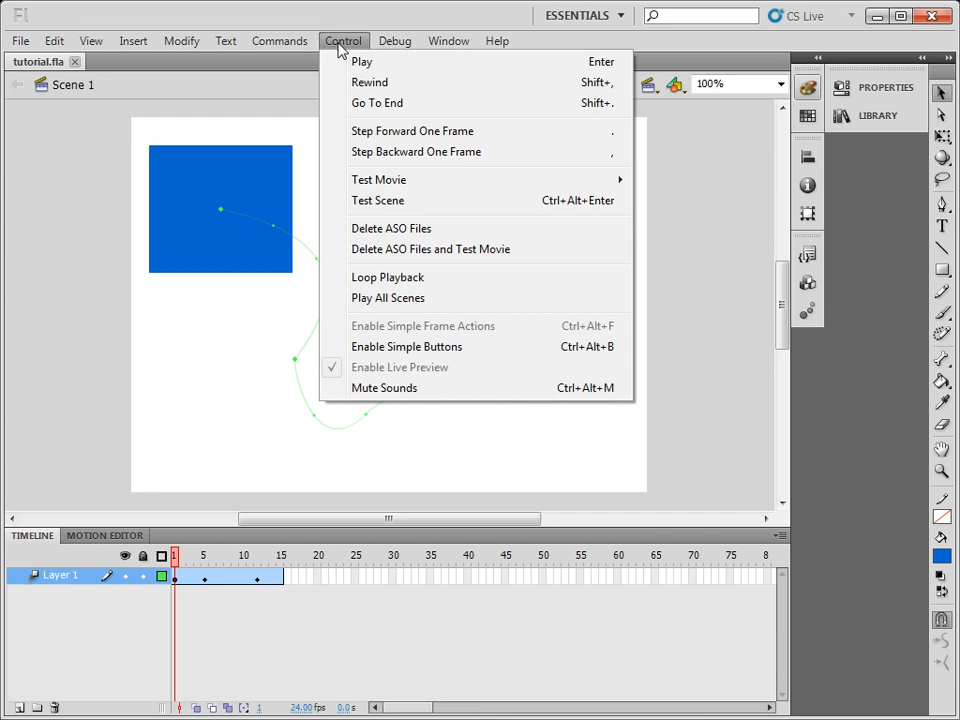 Fl ESSENTIALS CS Live
File Edit View Insert Modify Text Commands Control Debug Window Help
tutorial.fla
Scene 1 100%
Play Enter
Rewind Shift+,
Go To End Shift+.
Step Forward One Frame .
Step Backward One Frame ,
Test Movie
Test Scene Ctrl+Alt+Enter
Delete ASO Files
Delete ASO Files and Test Movie
Loop Playback
Play All Scenes
Enable Simple Frame Actions Ctrl+Alt+F
Enable Simple Buttons Ctrl+Alt+B
Enable Live Preview
Mute Sounds Ctrl+Alt+M
PROPERTIES
LIBRARY
T
TIMELINE MOTION EDITOR
1 5 10 15 20 25 30 35 40 45 50 55 60 65 70 75 8
Layer 1
1 24.00 fps 0.0 s